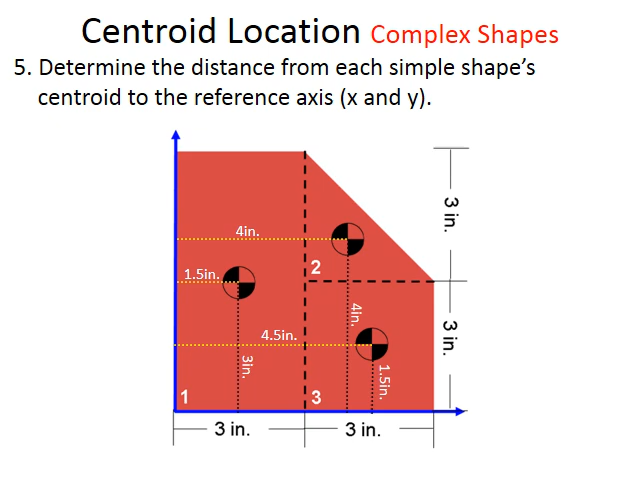 Centroid Location Complex Shapes
5. Determine the distance from each simple shape's
centroid to the reference axis (x and y).
4in.
3 in.
2
1.5in.
4in.
4.5in.
3 in.
3in.
1.5in.
1
3
3 in.
3 in.